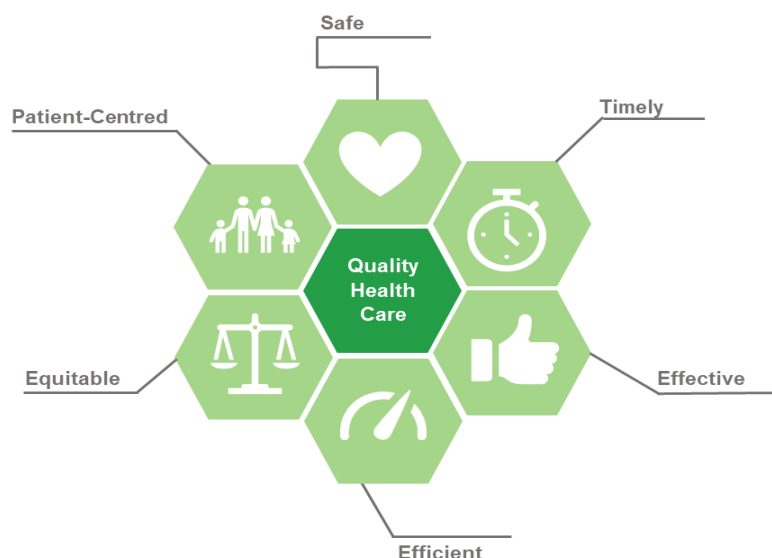 Safe
Patient-Centred
Timely
Quality
Health
Care
Equitable
Effective
Efficient